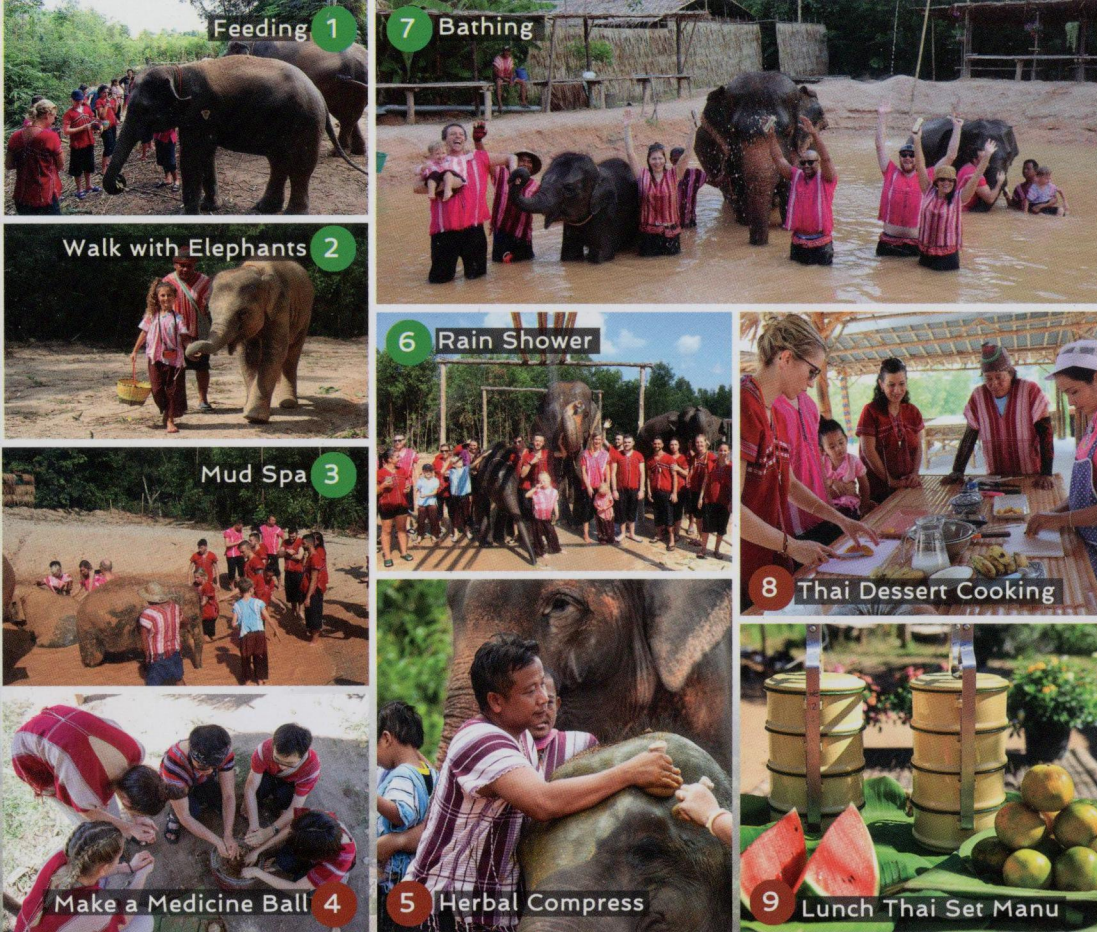 Feeding 1
Walk with Elephants 2
Mud Spa 3
Make a Medicine Ball 4
5 Herbal Compress
6 Rain Shower
7 Bathing
8 Thai Dessert Cooking
9 Lunch Thai Set Manu